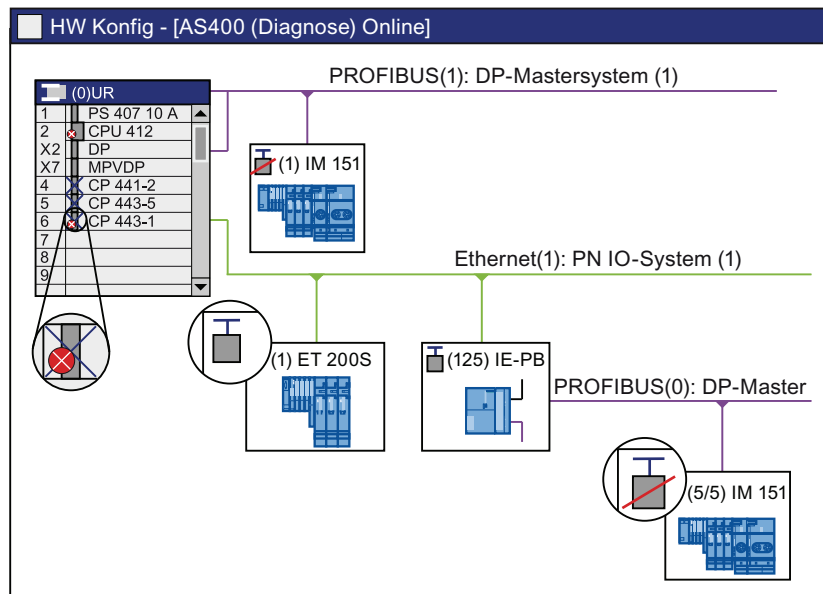 HW Konfig - [AS400 (Diagnose) Online]
PROFIBUS(1): DP-Mastersystem (1)
(0)UR
1 PS 407 10 A
2 CPU 412
X2 DP
X7 MPVDP
4 CP 441-2
5 CP 443-5
6 CP 443-1
7
8
9
(1) IM 151
Ethernet(1): PN IO-System (1)
(1) ET 200S
(125) IE-PB
PROFIBUS(0): DP-Master
(5/5) IM 151